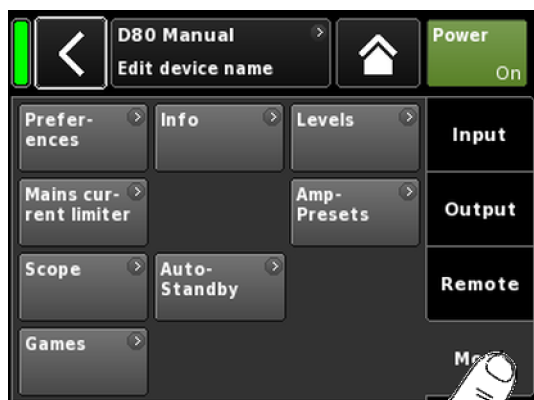 D80 Manual
Edit device name
Power
On
Prefer-
ences
Info
Levels
Input
Mains cur-
rent limiter
Amp-
Presets
Output
Scope
Auto-
Standby
Remote
Games